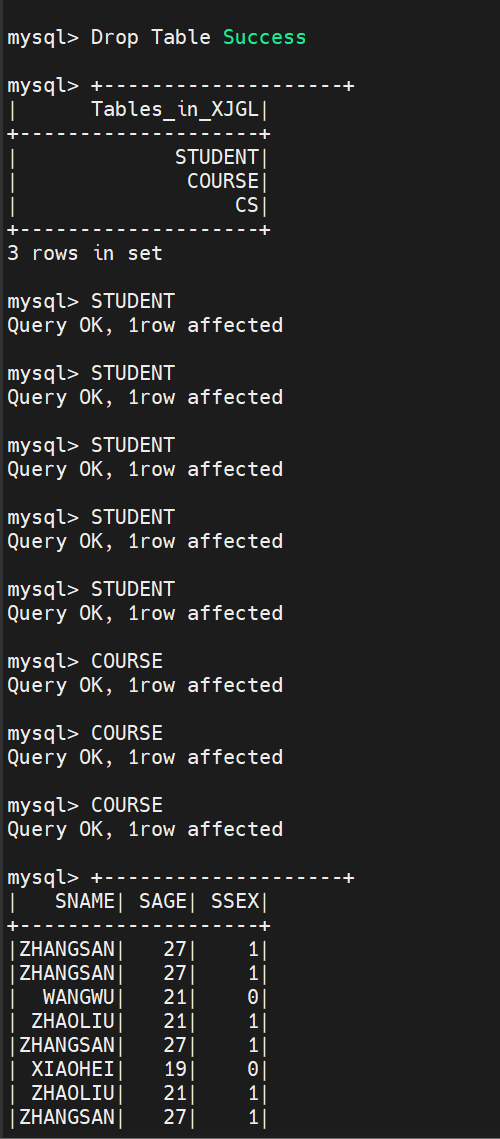 mysql> Drop Table Success
mysql> +--------------------+
|      Tables_in_XJGL|
+--------------------+
|             STUDENT|
|              COURSE|
|                  CS|
+--------------------+
3 rows in set
mysql> STUDENT
Query OK, 1row affected
mysql> STUDENT
Query OK, 1row affected
mysql> STUDENT
Query OK, 1row affected
mysql> STUDENT
Query OK, 1row affected
mysql> STUDENT
Query OK, 1row affected
mysql> COURSE
Query OK, 1row affected
mysql> COURSE
Query OK, 1row affected
mysql> COURSE
Query OK, 1row affected
mysql> +--------------------+
|   SNAME| SAGE| SSEX|
+--------------------+
|ZHANGSAN|   27|    1|
|ZHANGSAN|   27|    1|
|  WANGWU|   21|    0|
| ZHAOLIU|   21|    1|
|ZHANGSAN|   27|    1|
| XIAOHEI|   19|    0|
| ZHAOLIU|   21|    1|
|ZHANGSAN|   27|    1|